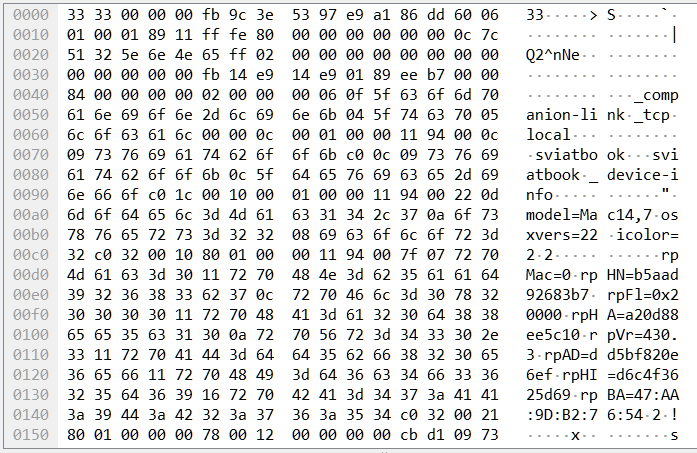 0000 33 33 00 00 00 fb 9c 3e 53 97 e9 a1 86 dd 60 06 33·····> S·····`·
0010 01 00 01 89 11 ff fe 80 00 00 00 00 00 00 0c 7c ········ ·······|
0020 51 32 5e 6e 4e 65 ff 02 00 00 00 00 00 00 00 00 Q2^nNe·· ········
0030 00 00 00 00 00 fb 14 e9 14 e9 01 89 ee b7 00 00 ········ ········
0040 84 00 00 00 00 02 00 00 00 06 0f 5f 63 6f 6d 70 ········ ···_comp
0050 61 6e 69 6f 6e 2d 6c 69 6e 6b 04 5f 74 63 70 05 anion-li nk·_tcp·
0060 6c 6f 63 61 6c 00 00 0c 00 01 00 00 11 94 00 0c local··· ········
0070 09 73 76 69 61 74 62 6f 6f 6b c0 0c 09 73 76 69 ·sviatbo ok···svi
0080 61 74 62 6f 6f 6b 0c 5f 64 65 76 69 63 65 2d 69 atbook·_ device-i
0090 6e 66 6f c0 1c 00 10 00 01 00 00 11 94 00 22 0d nfo····· ······"·
00a0 6d 6f 64 65 6c 3d 4d 61 63 31 34 2c 37 0a 6f 73 model=Ma c14,7·os
00b0 78 76 65 72 73 3d 32 32 08 69 63 6f 6c 6f 72 3d xvers=22 ·icolor=
00c0 32 c0 32 00 10 80 01 00 00 11 94 00 7f 07 72 70 2·2····· ······rp
00d0 4d 61 63 3d 30 11 72 70 48 4e 3d 62 35 61 61 64 Mac=0·rp HN=b5aad
00e0 39 32 36 38 33 62 37 0c 72 70 46 6c 3d 30 78 32 92683b7· rpFl=0x2
00f0 30 30 30 30 11 72 70 48 41 3d 61 32 30 64 38 38 0000·rpH A=a20d88
0100 65 65 35 63 31 30 0a 72 70 56 72 3d 34 33 30 2e ee5c10·r pVr=430.
0110 33 11 72 70 41 44 3d 64 64 35 62 66 38 32 30 65 3·rpAD=d d5bf820e
0120 36 65 66 11 72 70 48 49 3d 64 36 63 34 66 33 36 6ef·rpHI =d6c4f36
0130 32 35 64 36 39 16 72 70 42 41 3d 34 37 3a 41 41 25d69·rp BA=47:AA
0140 3a 39 44 3a 42 32 3a 37 36 3a 35 34 c0 32 00 21 :9D:B2:7 6:54·2·!
0150 80 01 00 00 00 78 00 12 00 00 00 00 cb d1 09 73 ·····x·· ·······s